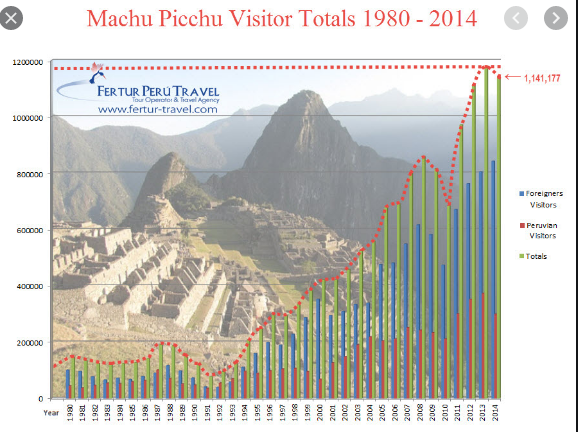 Machu Picchu Visitor Totals 1980 - 2014
1200000
1000000
800000
600000
400000
200000
0
FERTUR PERÚ TRAVEL
Tour Operator & Travel Agency
www.fertur-travel.com
1,141,177
Foreigners
Visitors
Peruvian
Visitors
Totals
Year 1980 1981 1982 1983 1984 1985 1986 1987 1988 1989 1990 1991 1992 1993 1994 1995 1996 1997 1998 1999 2000 2001 2002 2003 2004 2005 2006 2007 2008 2009 2010 2011 2012 2013 2014